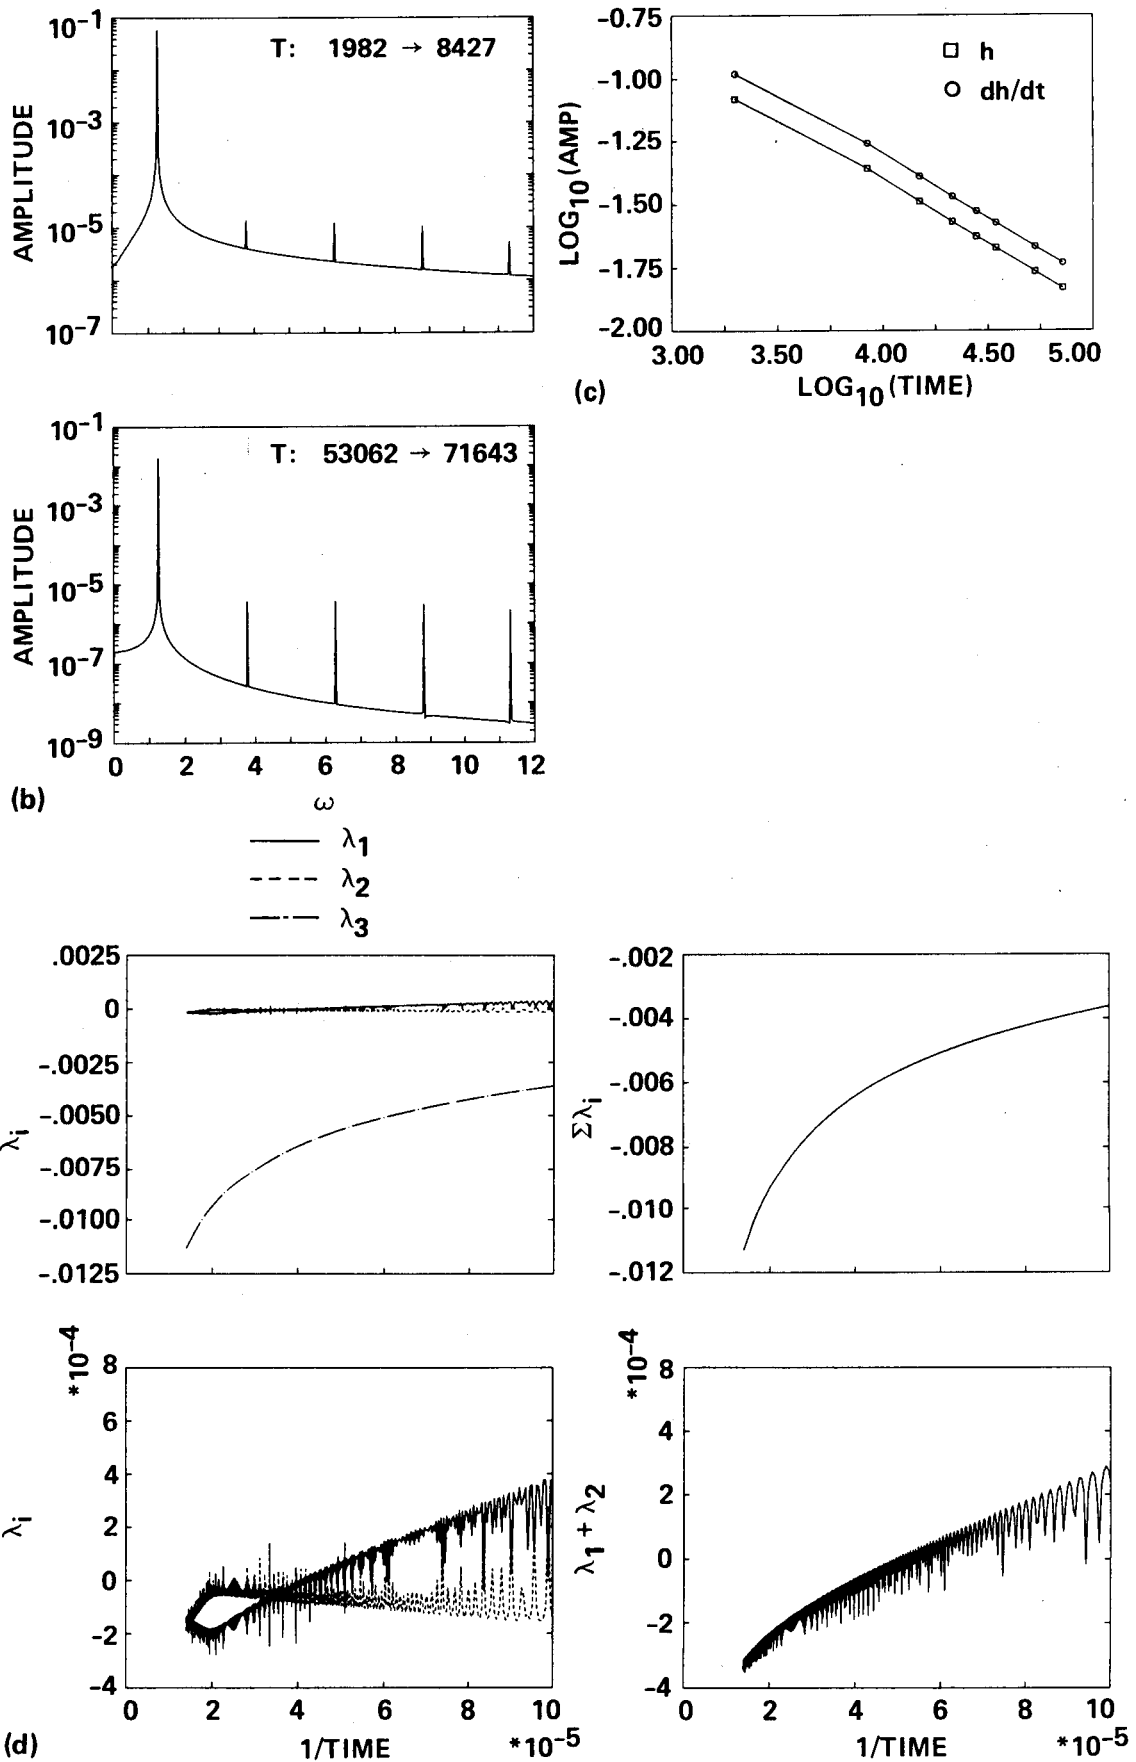 10^-1
T: 1982 → 8427
10^-3
AMPLITUDE
10^-5
10^-7
-0.75
□ h
-1.00
○ dh/dt
-1.25
LOG10(AMP)
-1.50
-1.75
-2.00
3.00 3.50 4.00 4.50 5.00
(c) LOG10(TIME)
10^-1
T: 53062 → 71643
10^-3
AMPLITUDE
10^-5
10^-7
10^-9
0 2 4 6 8 10 12
(b)
ω
λ1
λ2
λ3
.0025
0
-.0025
-.0050
λi
-.0075
-.0100
-.0125
-.002
-.004
-.006
Σλi
-.008
-.010
-.012
*10^-4
8
6
4
λi
2
0
-2
-4
0 2 4 6 8 10
(d) 1/TIME *10^-5
*10^-4
8
4
2
λ1 + λ2
0
-2
-4
0 2 4 6 8 10
1/TIME *10^-5